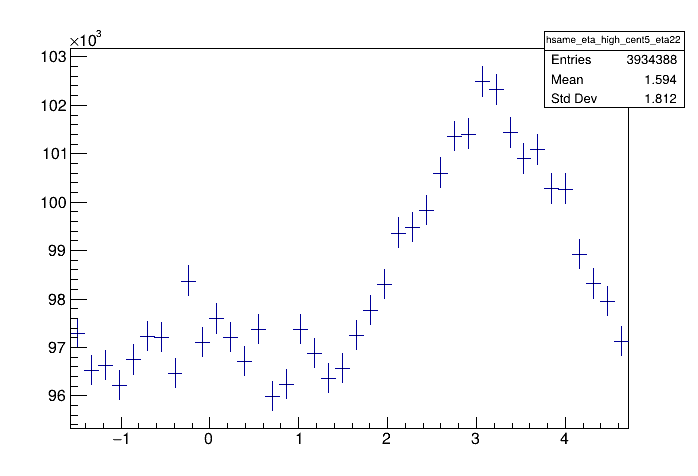 ×10³
hsame_eta_high_cent5_eta22
Entries 3934388
Mean 1.594
Std Dev 1.812
103
102
101
100
99
98
97
96
−1 0 1 2 3 4